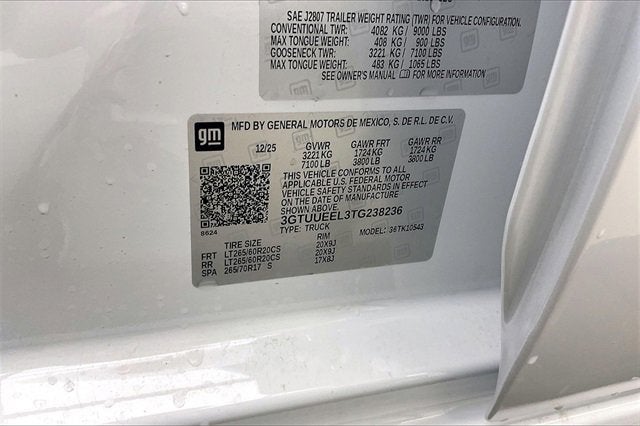 SAE J2807 TRAILER WEIGHT RATING (TWR) FOR VEHICLE CONFIGURATION.
CONVENTIONAL TWR: 4082 KG / 9000 LBS
MAX TONGUE WEIGHT: 408 KG / 900 LBS
GOOSENECK TWR: 3221 KG / 7100 LBS
MAX TONGUE WEIGHT: 483 KG / 1065 LBS
SEE OWNER'S MANUAL FOR MORE INFORMATION
gm MFD BY GENERAL MOTORS DE MEXICO, S. DE R.L. DE C.V.
12/25 GVWR GAWR FRT GAWR RR
3221 KG 1724 KG 1724 KG
7100 LB 3800 LB 3800 LB
THIS VEHICLE CONFORMS TO ALL
APPLICABLE U.S. FEDERAL MOTOR
VEHICLE SAFETY STANDARDS IN EFFECT
ON THE DATE OF MANUFACTURE
SHOWN ABOVE.
3GTUUEEL3TG238236
8624 TYPE: TRUCK MODEL: 36TK10543
TIRE SIZE RIM
FRT LT265/60R20CS 20X9J
RR LT265/60R20CS 20X9J
SPA 265/70R17 S 17X8J